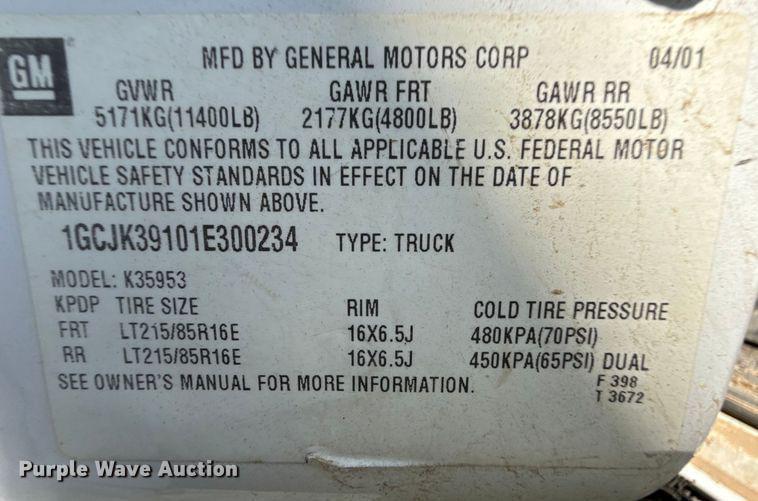 GM
MFD BY GENERAL MOTORS CORP 04/01
GVWR GAWR FRT GAWR RR
5171KG(11400LB) 2177KG(4800LB) 3878KG(8550LB)
THIS VEHICLE CONFORMS TO ALL APPLICABLE U.S. FEDERAL MOTOR
VEHICLE SAFETY STANDARDS IN EFFECT ON THE DATE OF
MANUFACTURE SHOWN ABOVE.
1GCJK39101E300234 TYPE: TRUCK
MODEL: K35953
KPDP TIRE SIZE RIM COLD TIRE PRESSURE
FRT LT215/85R16E 16X6.5J 480KPA(70PSI)
RR LT215/85R16E 16X6.5J 450KPA(65PSI) DUAL
SEE OWNER'S MANUAL FOR MORE INFORMATION.
F 398
T 3672
Purple Wave Auction